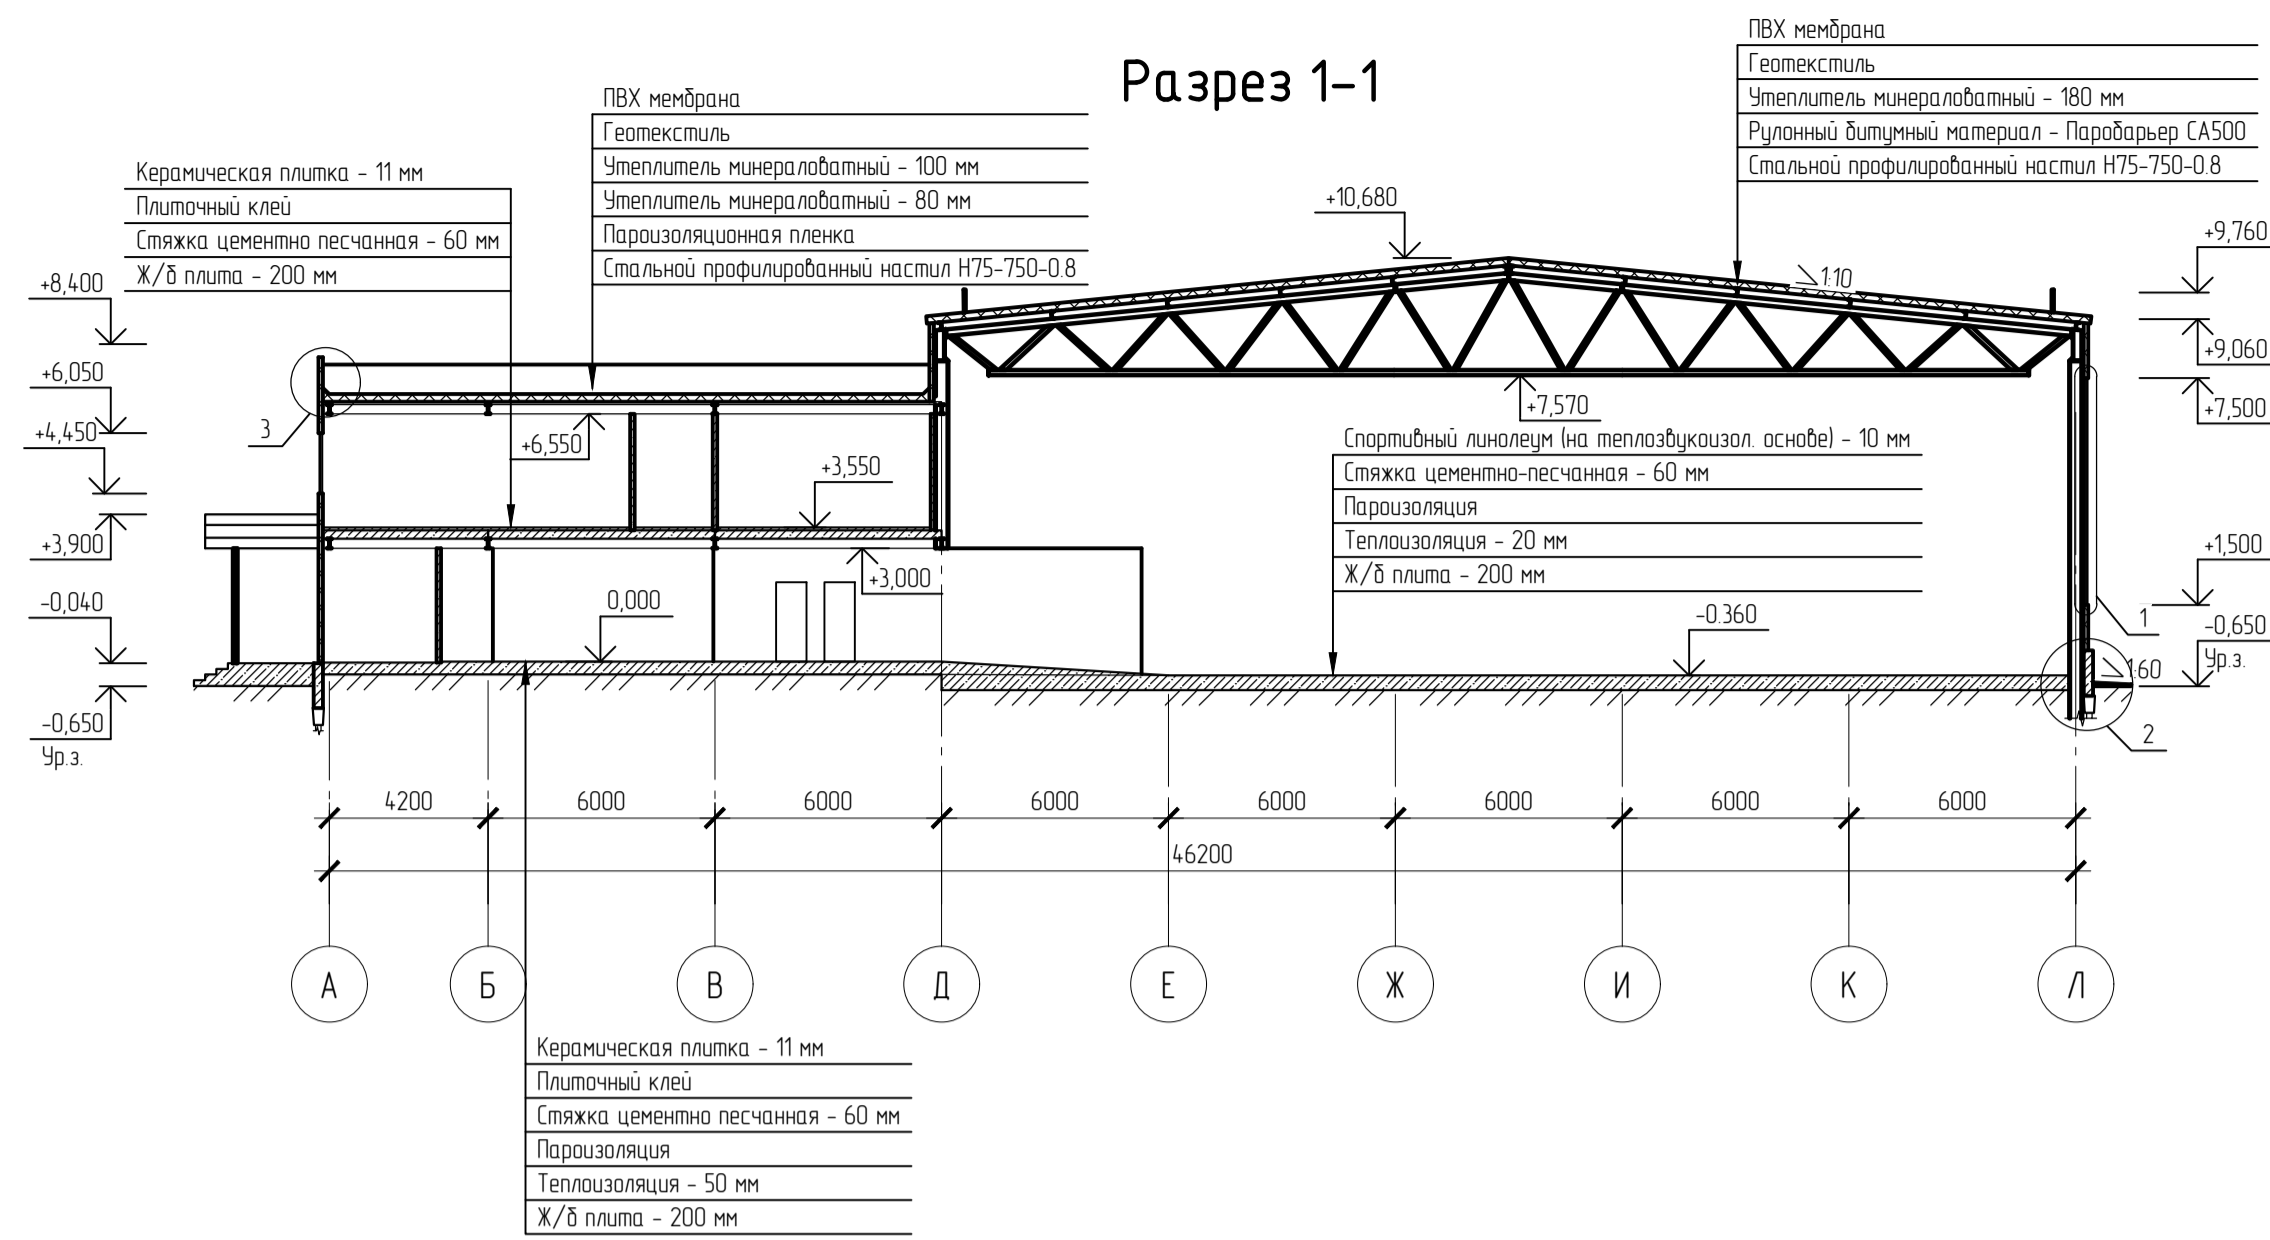 Разрез 1-1
ПВХ мембрана
Геотекстиль
Утеплитель минераловатный - 180 мм
Рулонный битумный материал - Паробарьер СА500
Стальной профилированный настил Н75-750-0.8
ПВХ мембрана
Геотекстиль
Утеплитель минераловатный - 100 мм
Утеплитель минераловатный - 80 мм
Пароизоляционная пленка
Стальной профилированный настил Н75-750-0.8
Керамическая плитка - 11 мм
Плиточный клей
Стяжка цементно песчанная - 60 мм
Ж/б плита - 200 мм
+8,400
+6,050
+4,450
+3,900
-0,040
-0,650
Ур.з.
3
+6,550
+3,550
+3,000
0,000
+10,680
1:10
+7,570
Спортивный линолеум (на теплозвукоизол. основе) - 10 мм
Стяжка цементно-песчанная - 60 мм
Пароизоляция
Теплоизоляция - 20 мм
Ж/б плита - 200 мм
-0.360
+9,760
+9,060
+7,500
+1,500
1
-0,650
Ур.з.
1:60
2
4200 6000 6000 6000 6000 6000 6000 6000
46200
А Б В Д Е Ж И К Л
Керамическая плитка - 11 мм
Плиточный клей
Стяжка цементно песчанная - 60 мм
Пароизоляция
Теплоизоляция - 50 мм
Ж/б плита - 200 мм